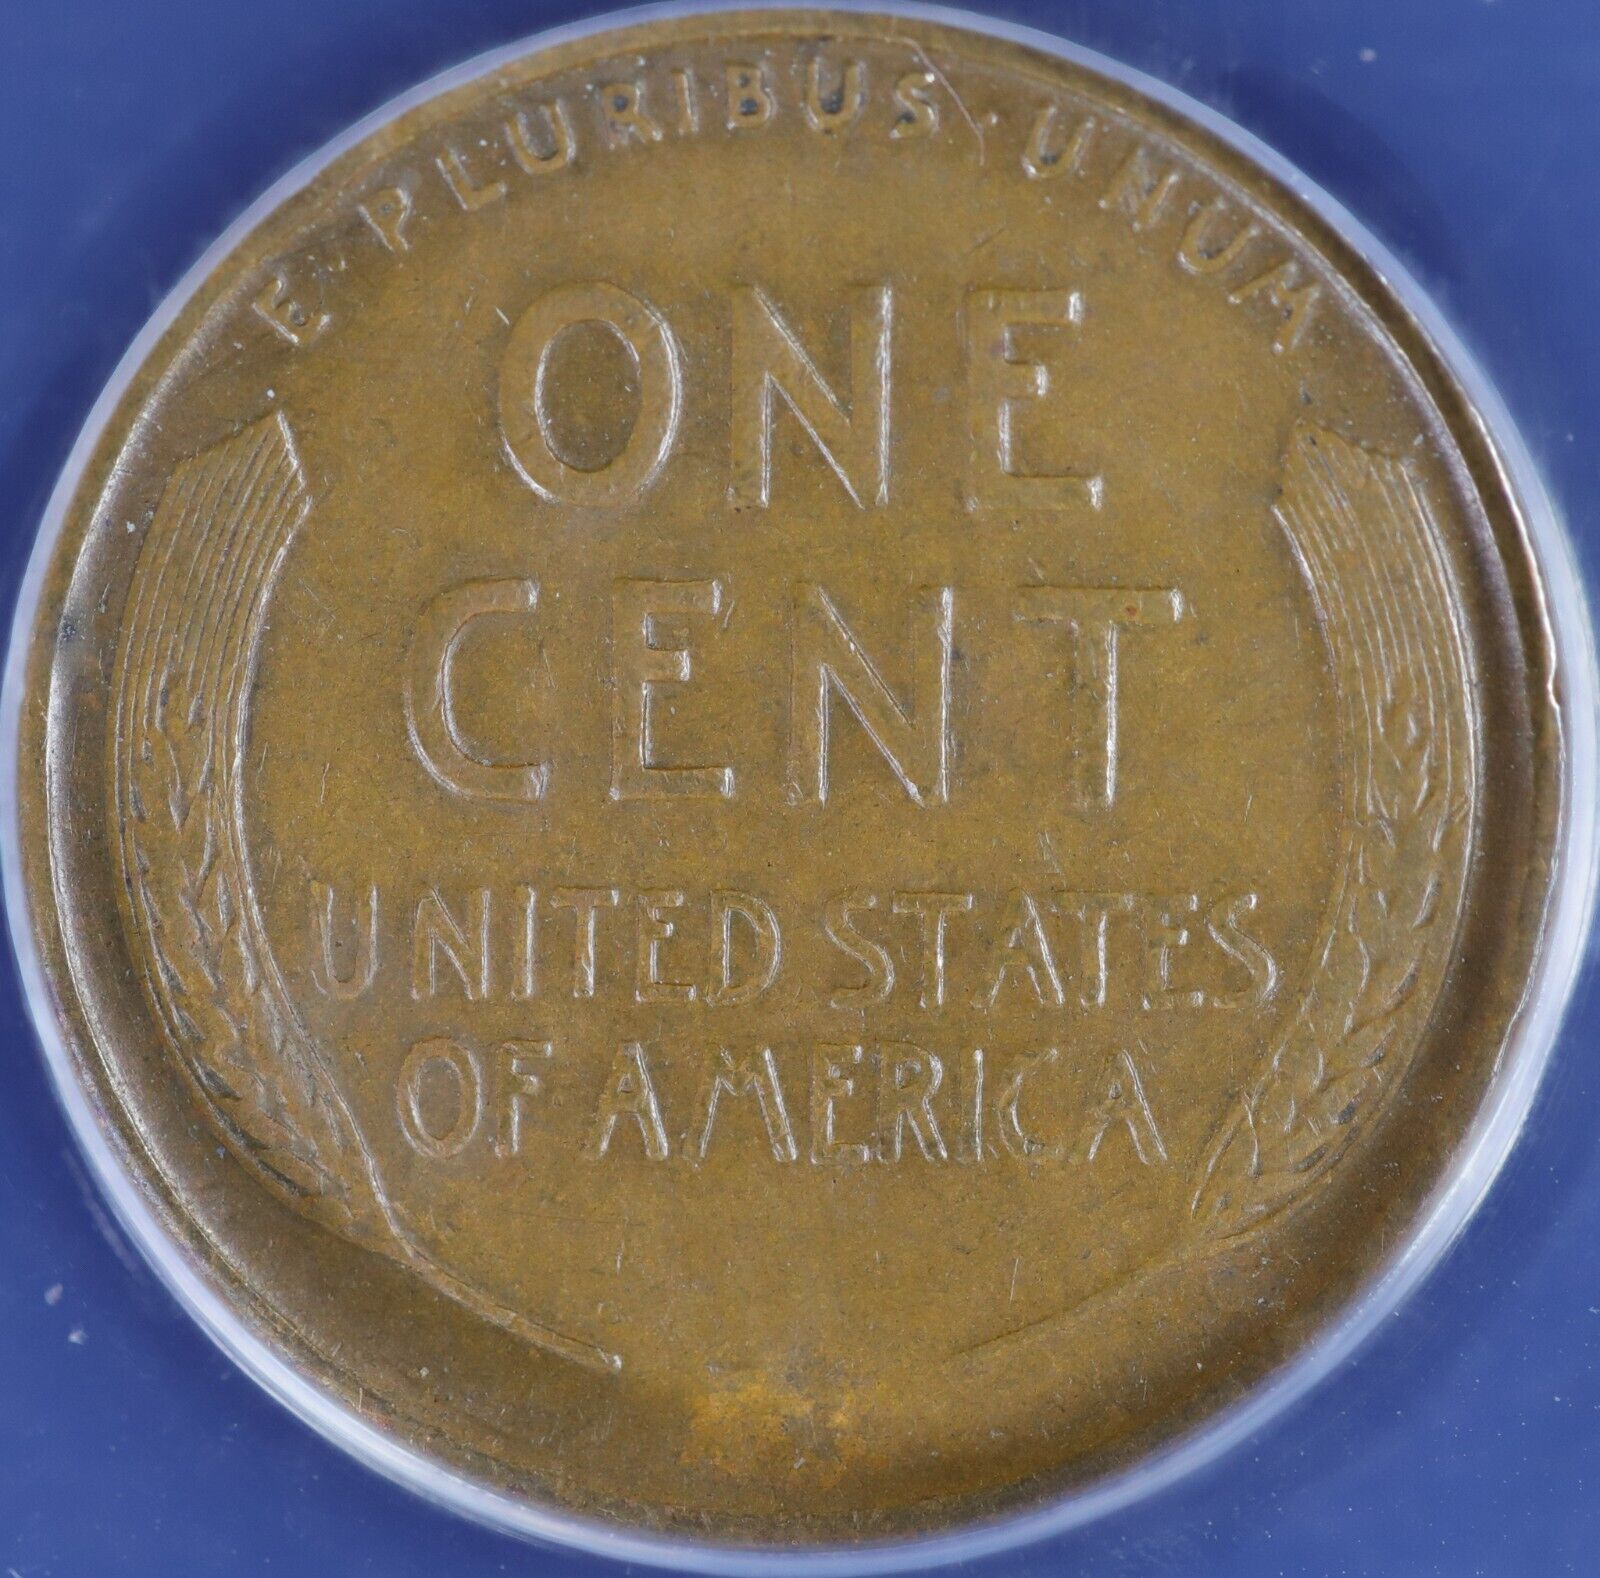 E · PLURIBUS · UNUM
ONE
CENT
UNITED STATES
OF AMERICA